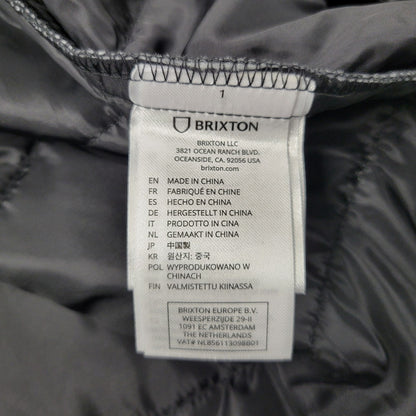 1
BRIXTON
BRIXTON LLC
3821 OCEAN RANCH BLVD.
OCEANSIDE, CA 92056 USA
brixton.com
EN MADE IN CHINA
FR FABRIQUÉ EN CHINE
ES HECHO EN CHINA
DE HERGESTELLT IN CHINA
IT PRODOTTO IN CINA
NL GEMAAKT IN CHINA
JP 中国製
KR 원산지: 중국
POL WYPRODUKOWANO W
CHINACH
FIN VALMISTETTU KIINASSA
BRIXTON EUROPE B.V.
WEESPERZIJDE 29-II
1091 EC AMSTERDAM
THE NETHERLANDS
VAT# NL856113098B01